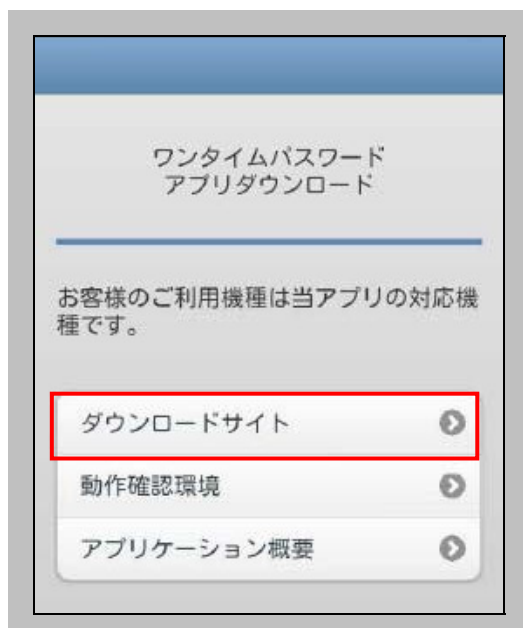 ワンタイムパスワード
アプリダウンロード
お客様のご利用機種は当アプリの対応機
種です。
ダウンロードサイト
動作確認環境
アプリケーション概要